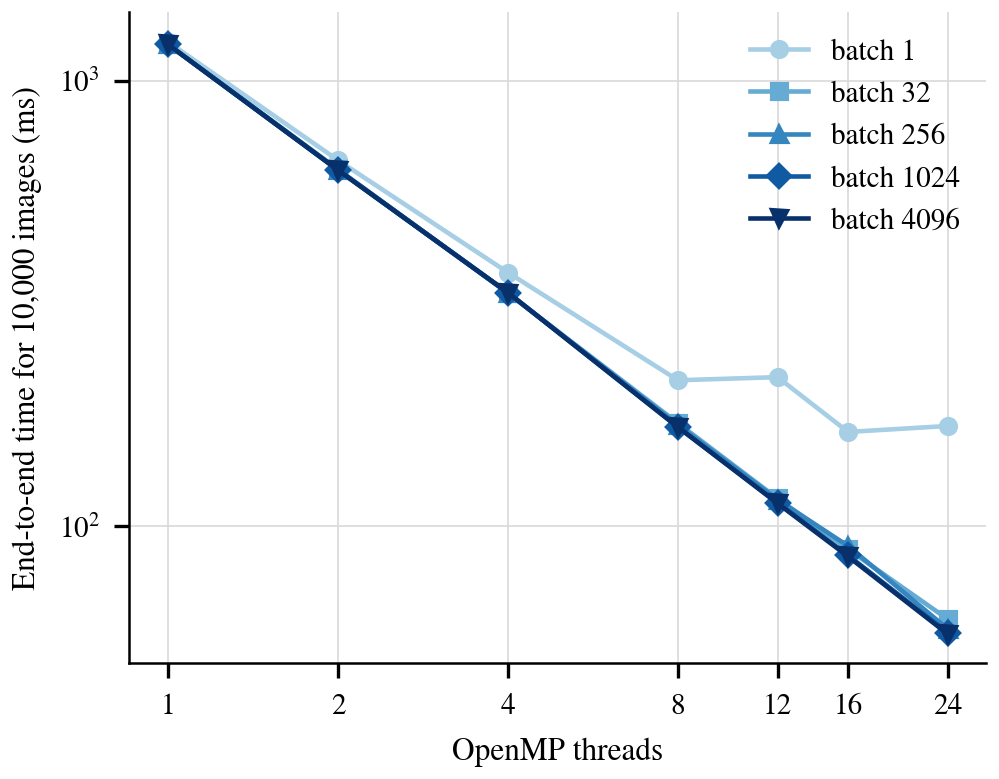 End-to-end time for 10,000 images (ms)
10³
10²
batch 1
batch 32
batch 256
batch 1024
batch 4096
1 2 4 8 12 16 24
OpenMP threads